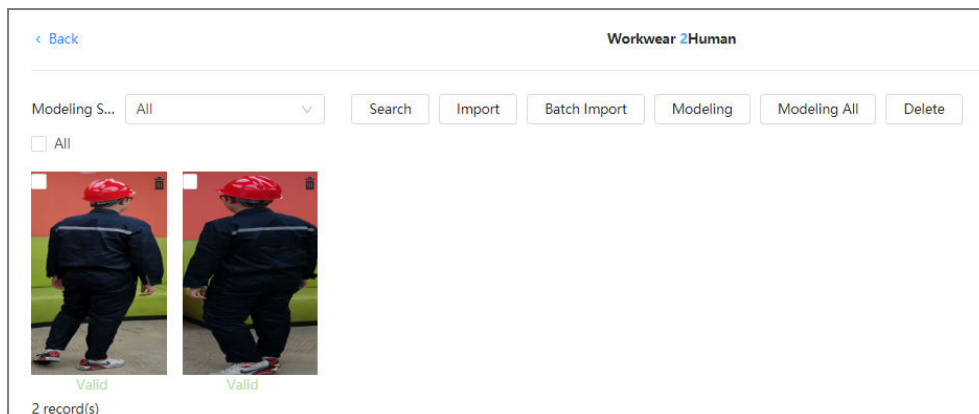 Back
Workwear 2Human
Modeling S... All Search Import Batch Import Modeling Modeling All Delete
All
Valid Valid
2 record(s)